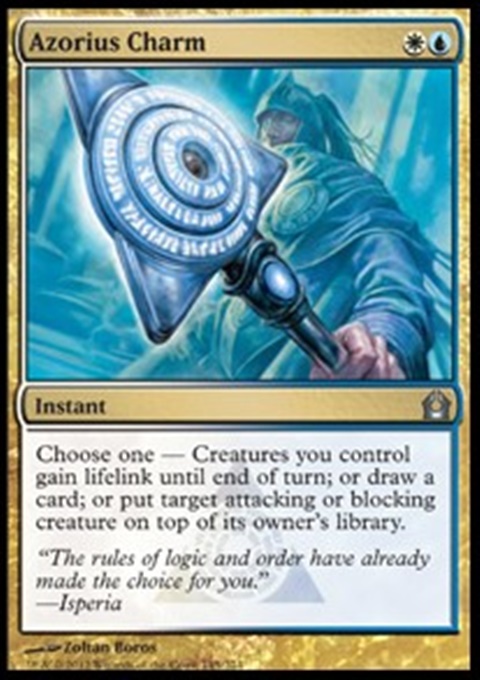 Azorius Charm
Instant
Choose one — Creatures you control
gain lifelink until end of turn; or draw a
card; or put target attacking or blocking
creature on top of its owner's library.
"The rules of logic and order have already
made the choice for you."
—Isperia
Zoltan Boros